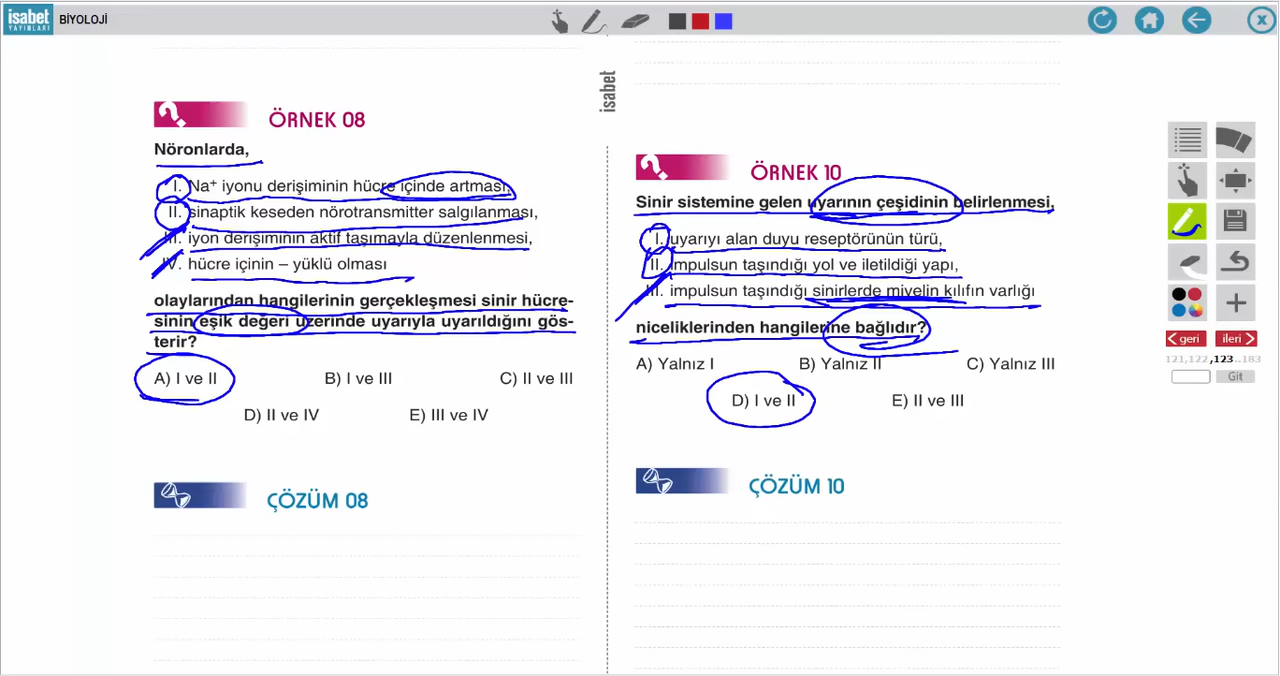 isabet
YAYINLARI
BİYOLOJİ
isabet
ÖRNEK 08
Nöronlarda,
I. Na⁺ iyonu derişiminin hücre içinde artması,
II. sinaptik keseden nörotransmitter salgılanması,
III. iyon derişiminin aktif taşımayla düzenlenmesi,
IV. hücre içinin – yüklü olması
olaylarından hangilerinin gerçekleşmesi sinir hücre-
sinin eşik değeri üzerinde uyarıyla uyarıldığını gös-
terir?
A) I ve II
B) I ve III
C) II ve III
D) II ve IV
E) III ve IV
ÇÖZÜM 08
ÖRNEK 10
Sinir sistemine gelen uyarının çeşidinin belirlenmesi,
I. uyarıyı alan duyu reseptörünün türü,
II. impulsun taşındığı yol ve iletildiği yapı,
III. impulsun taşındığı sinirlerde miyelin kılıfın varlığı
niceliklerinden hangilerine bağlıdır?
A) Yalnız I
B) Yalnız II
C) Yalnız III
D) I ve II
E) II ve III
ÇÖZÜM 10
geri
ileri
121,122,123..183
Git